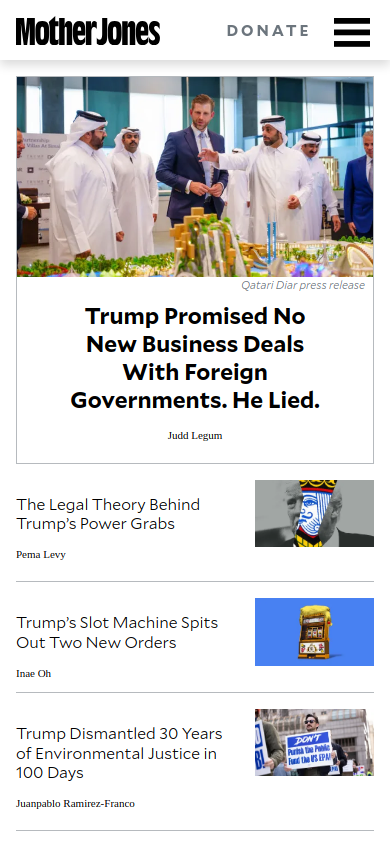 Mother Jones
DONATE
Qatari Diar press release
Trump Promised No
New Business Deals
With Foreign
Governments. He Lied.
Judd Legum
The Legal Theory Behind
Trump’s Power Grabs
Pema Levy
Trump’s Slot Machine Spits
Out Two New Orders
Inae Oh
Trump Dismantled 30 Years
of Environmental Justice in
100 Days
Juanpablo Ramirez-Franco
DON'T
Punish the Public
Fund the US EPA!